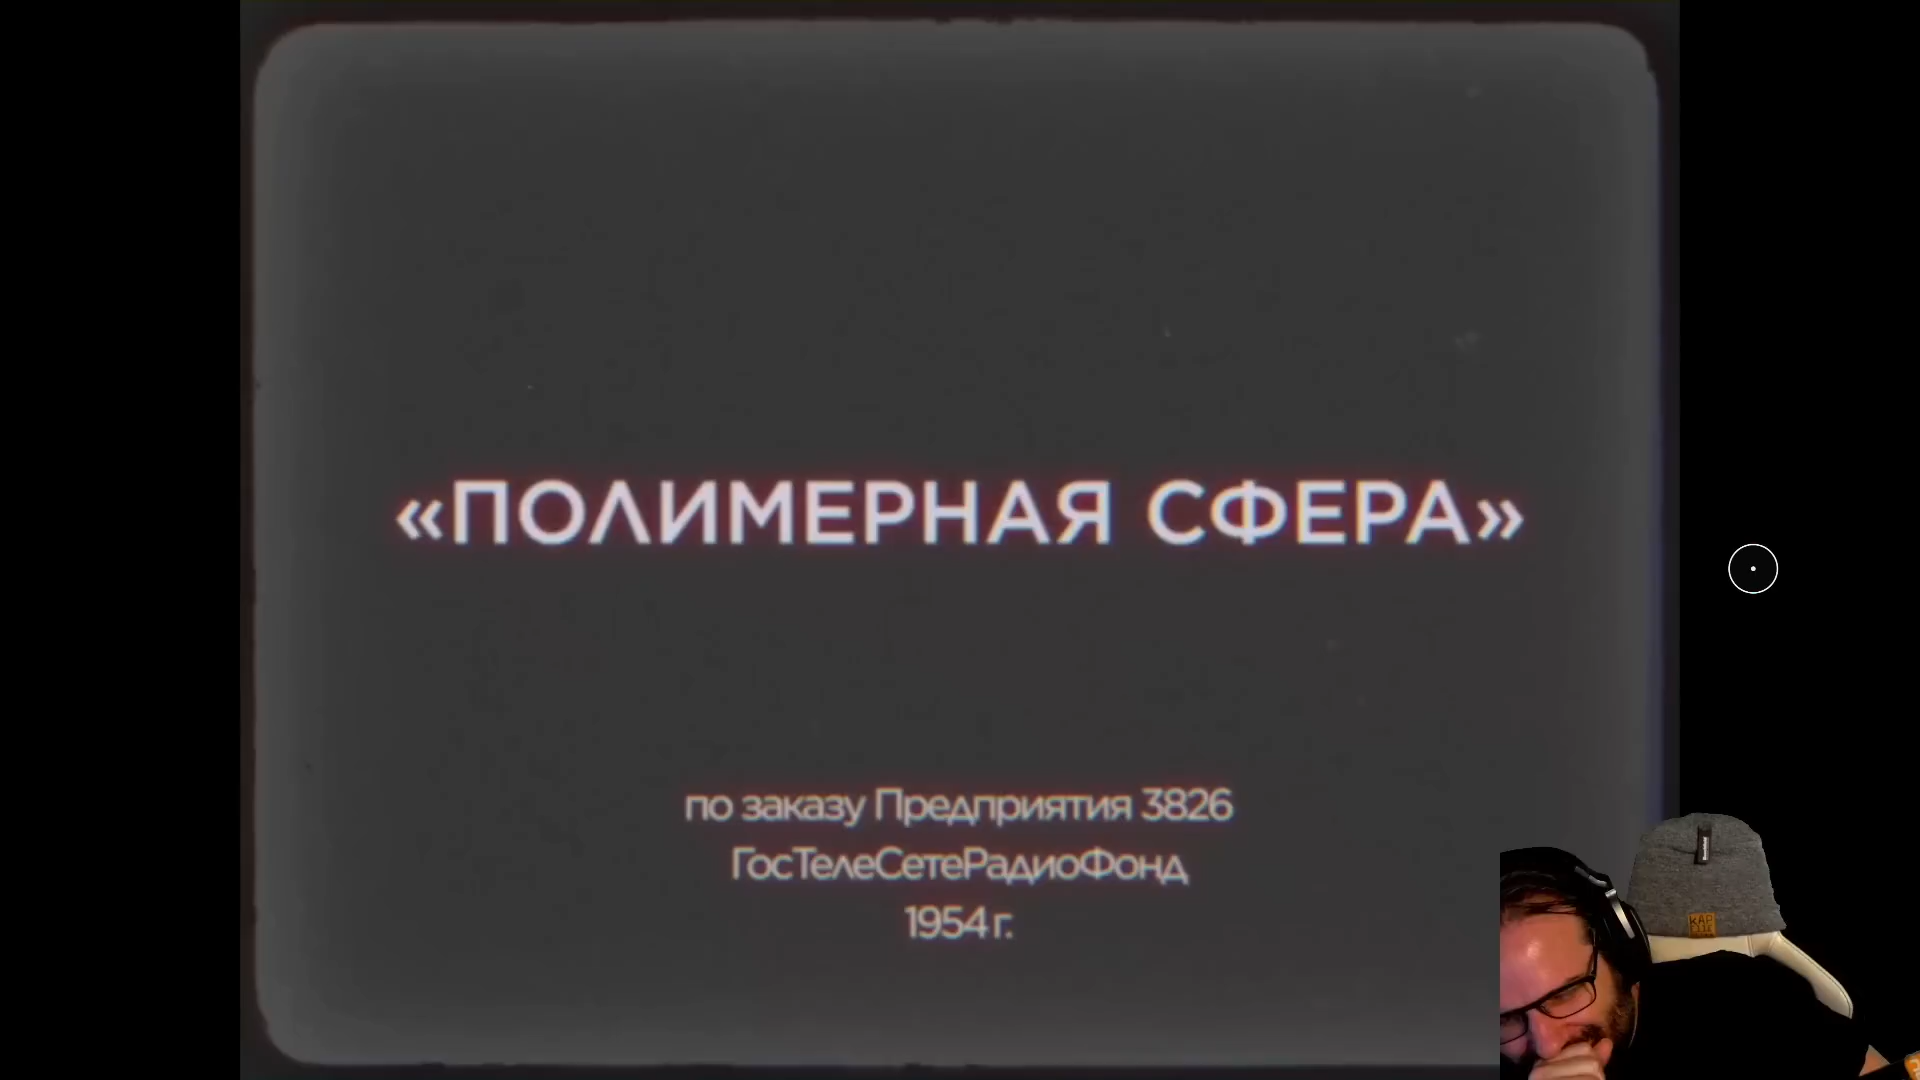 «ПОЛИМЕРНАЯ СФЕРА»
по заказу Предприятия 3826
ГосТелеСетеРадиоФонд
1954 г.